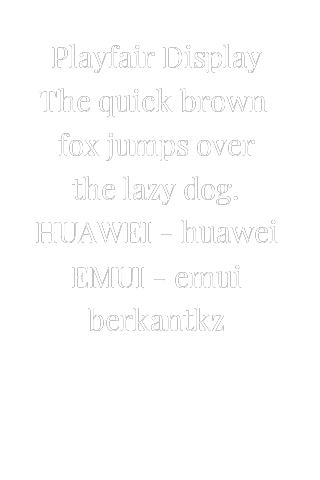 Playfair Display
The quick brown
fox jumps over
the lazy dog.
HUAWEI - huawei
EMUI - emui
berkantkz